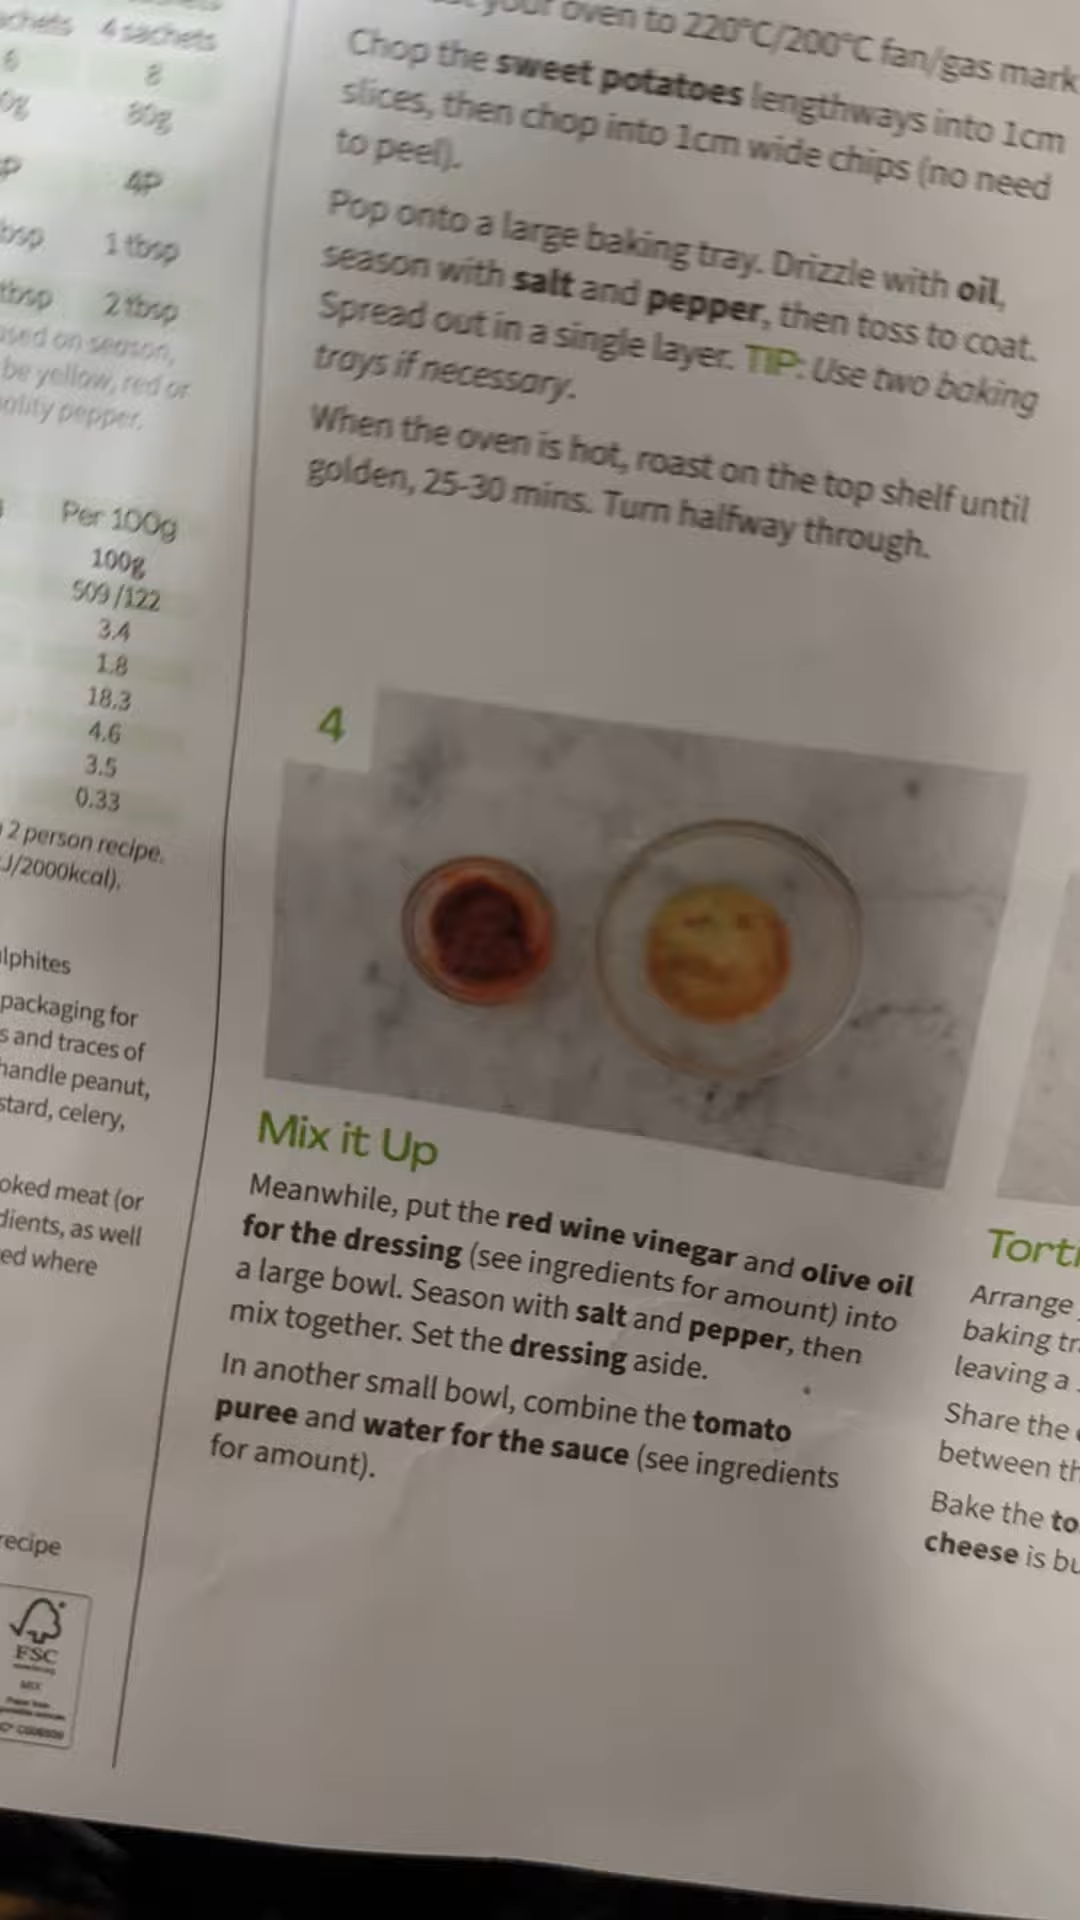 4 sachets
8
80g
4P
1 tbsp
2 tbsp
on season,
be yellow, red or
pepper.
Per 100g
100g
509 /122
3.4
1.8
18.3
4.6
3.5
0.33
2 person recipe.
J/2000kcal).
packaging for
and traces of
handle peanut,
celery,
meat (or
as well
where
recipe
FSC
MIX
your oven to 220°C/200°C fan/gas mark
Chop the sweet potatoes lengthways into 1cm
slices, then chop into 1cm wide chips (no need
to peel).
Pop onto a large baking tray. Drizzle with oil,
season with salt and pepper, then toss to coat.
Spread out in a single layer. TIP: Use two baking
trays if necessary.
When the oven is hot, roast on the top shelf until
golden, 25-30 mins. Turn halfway through.
4
Mix it Up
Meanwhile, put the red wine vinegar and olive oil
for the dressing (see ingredients for amount) into
a large bowl. Season with salt and pepper, then
mix together. Set the dressing aside.
In another small bowl, combine the tomato
puree and water for the sauce (see ingredients
for amount).
Arrange
baking
leaving a
Share the
between
Bake the
cheese is